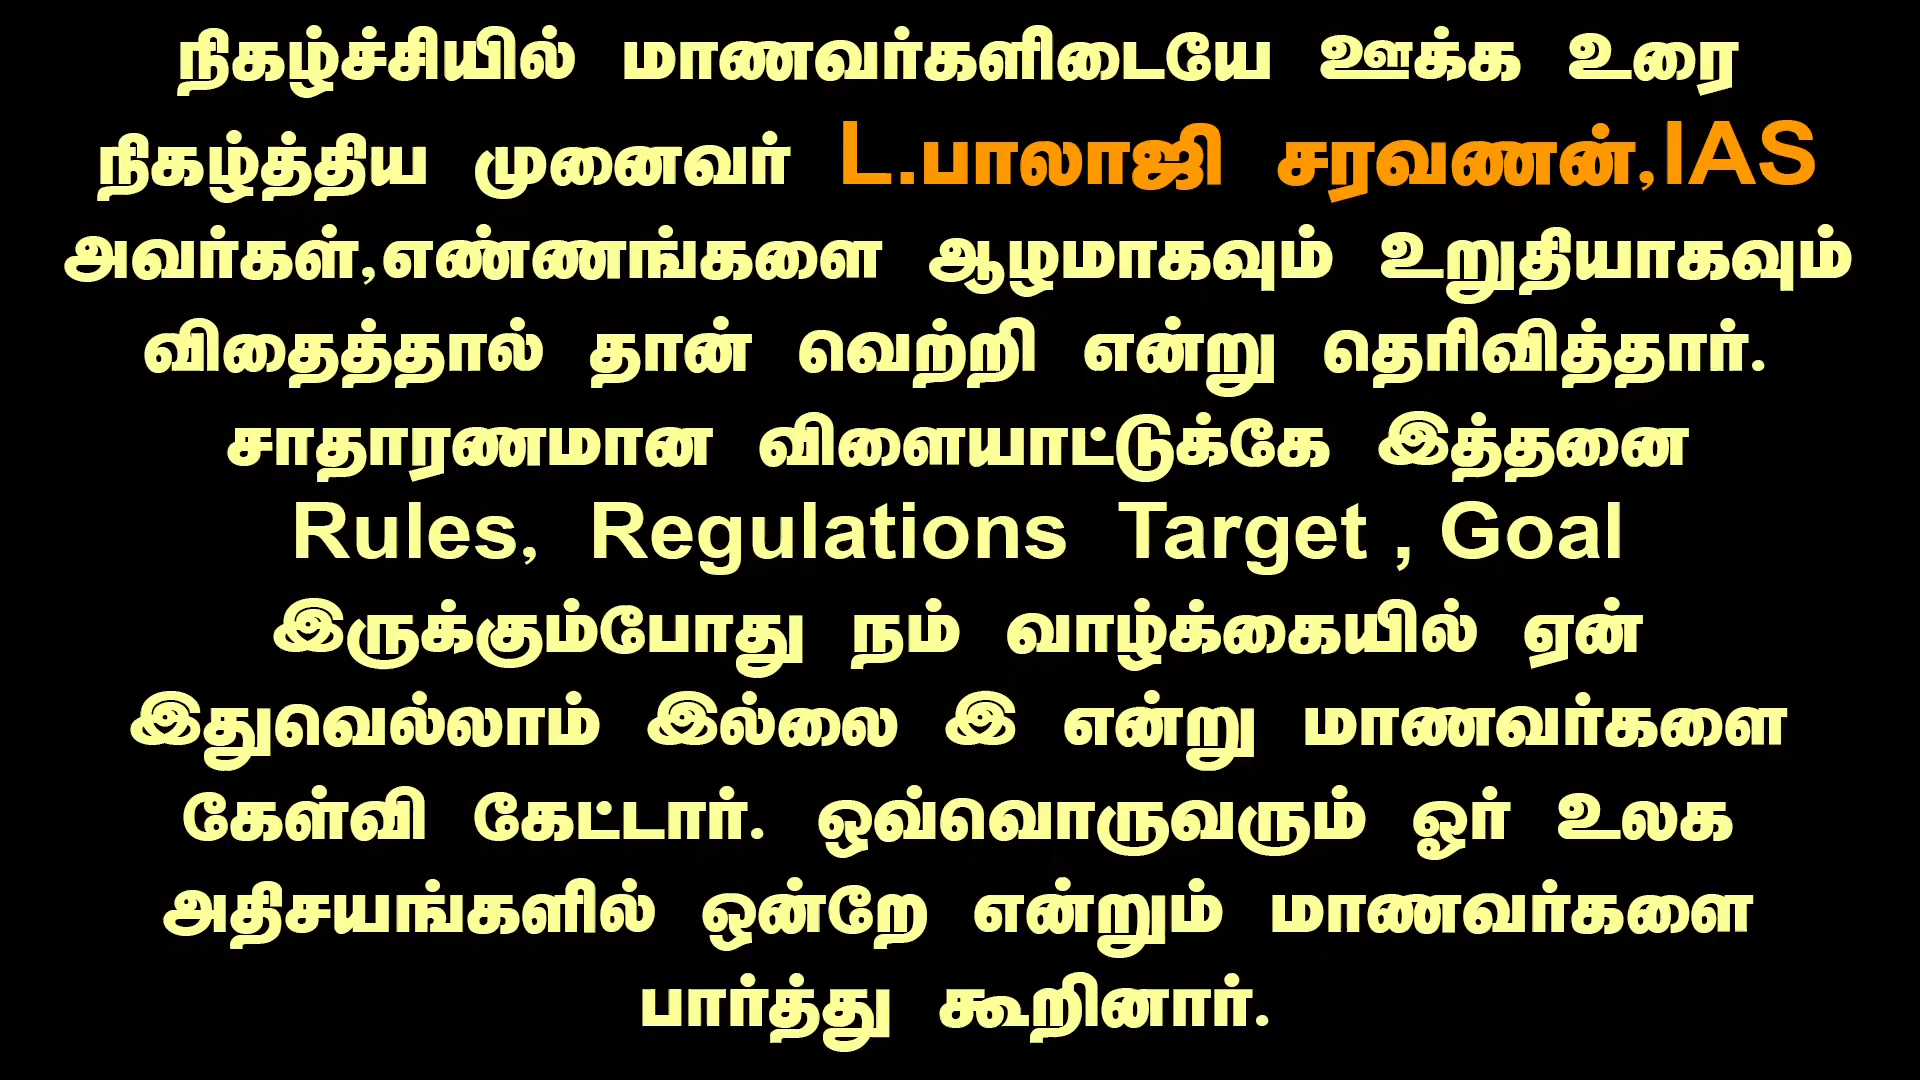 நிகழ்ச்சியில் மாணவர்களிடையே ஊக்க உரை
நிகழ்த்திய முனைவர் L.பாலாஜி சரவணன்,IAS
அவர்கள்,எண்ணங்களை ஆழமாகவும் உறுதியாகவும்
விதைத்தால் தான் வெற்றி என்று தெரிவித்தார்.
சாதாரணமான விளையாட்டுக்கே இத்தனை
Rules, Regulations Target , Goal
இருக்கும்போது நம் வாழ்க்கையில் ஏன்
இதுவெல்லாம் இல்லை இ என்று மாணவர்களை
கேள்வி கேட்டார். ஒவ்வொருவரும் ஓர் உலக
அதிசயங்களில் ஒன்றே என்றும் மாணவர்களை
பார்த்து கூறினார்.